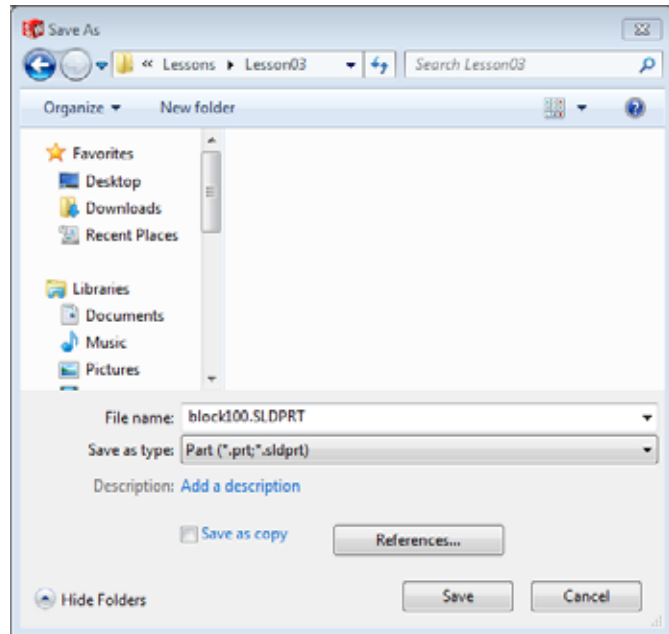 Save As
« Lessons ▸ Lesson03 Search Lesson03
Organize New folder
Favorites
Desktop
Downloads
Recent Places
Libraries
Documents
Music
Pictures
File name: block100.SLDPRT
Save as type: Part (*.prt;*.sldprt)
Description: Add a description
Save as copy References...
Hide Folders Save Cancel